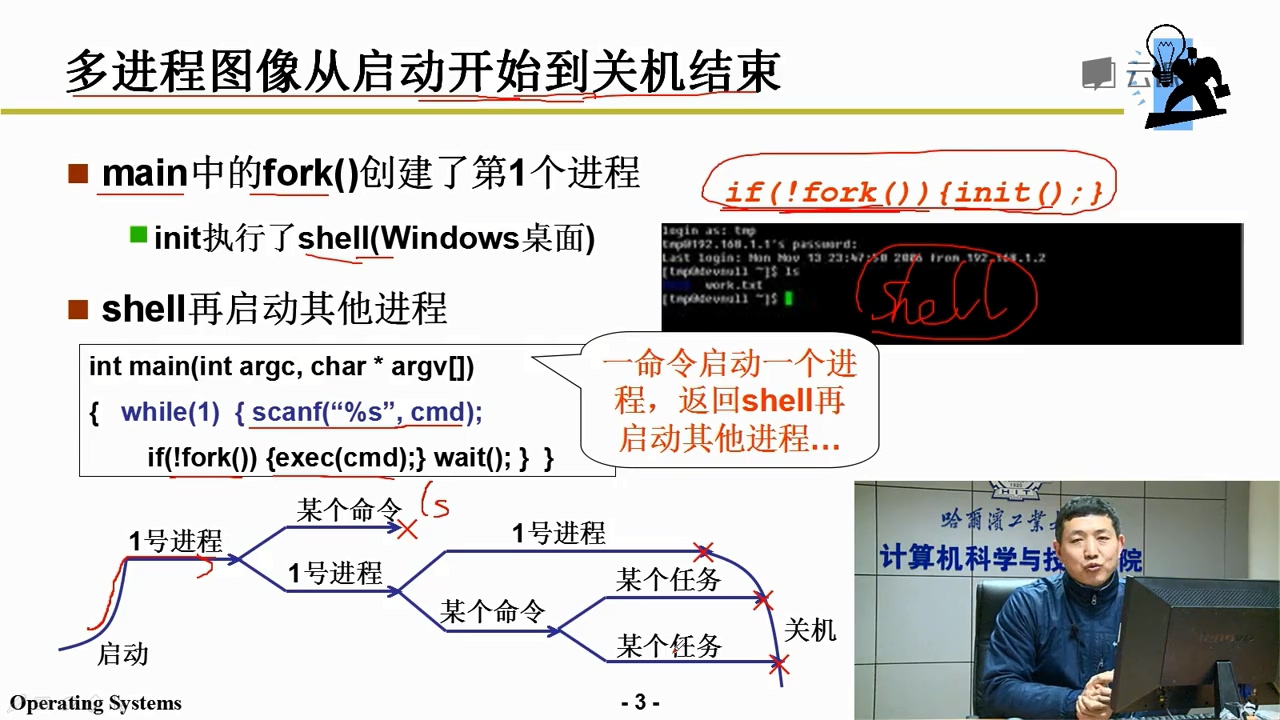 多进程图像从启动开始到关机结束
main中的fork()创建了第1个进程
if(!fork()){init();}
init执行了shell(Windows桌面)
login as: tmp
tmp@192.168.1.1's password:
Last login: Mon Nov 13 23:47:50 2006 from 192.168.1.2
[tmp@devnull ~]$ ls
work.txt
[tmp@devnull ~]$
shell
shell再启动其他进程
int main(int argc, char * argv[])
{ while(1) { scanf(“%s”, cmd);
if(!fork()) {exec(cmd);} wait(); } }
一命令启动一个进
程，返回shell再
启动其他进程…
某个命令
ls
1号进程
1号进程
1号进程
某个任务
某个命令
某个任务
启动
关机
HIT
哈尔滨工业
计算机科学与技 院
Operating Systems
- 3 -